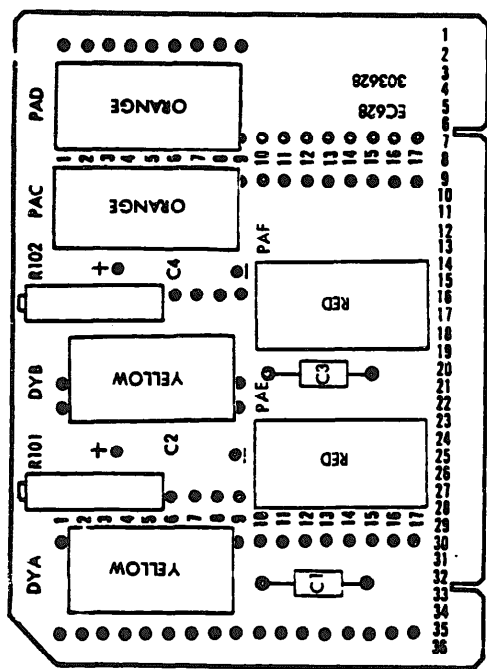 PAD
ORANGE
303628
EC628
1 2 3 4 5 6 7 8 9 10 11 12 13 14 15 16 17
PAC
ORANGE
R102
+
C4
−
PAF
RED
DYB
YELLOW
PAE
C3
R101
+
C2
RED
1 2 3 4 5 6 7 8 9 10 11 12 13 14 15 16 17
DYA
YELLOW
C1
1
2
3
4
5
6
7
8
9
10
11
12
13
14
15
16
17
18
19
20
21
22
23
24
25
26
27
28
29
30
31
32
33
34
35
36